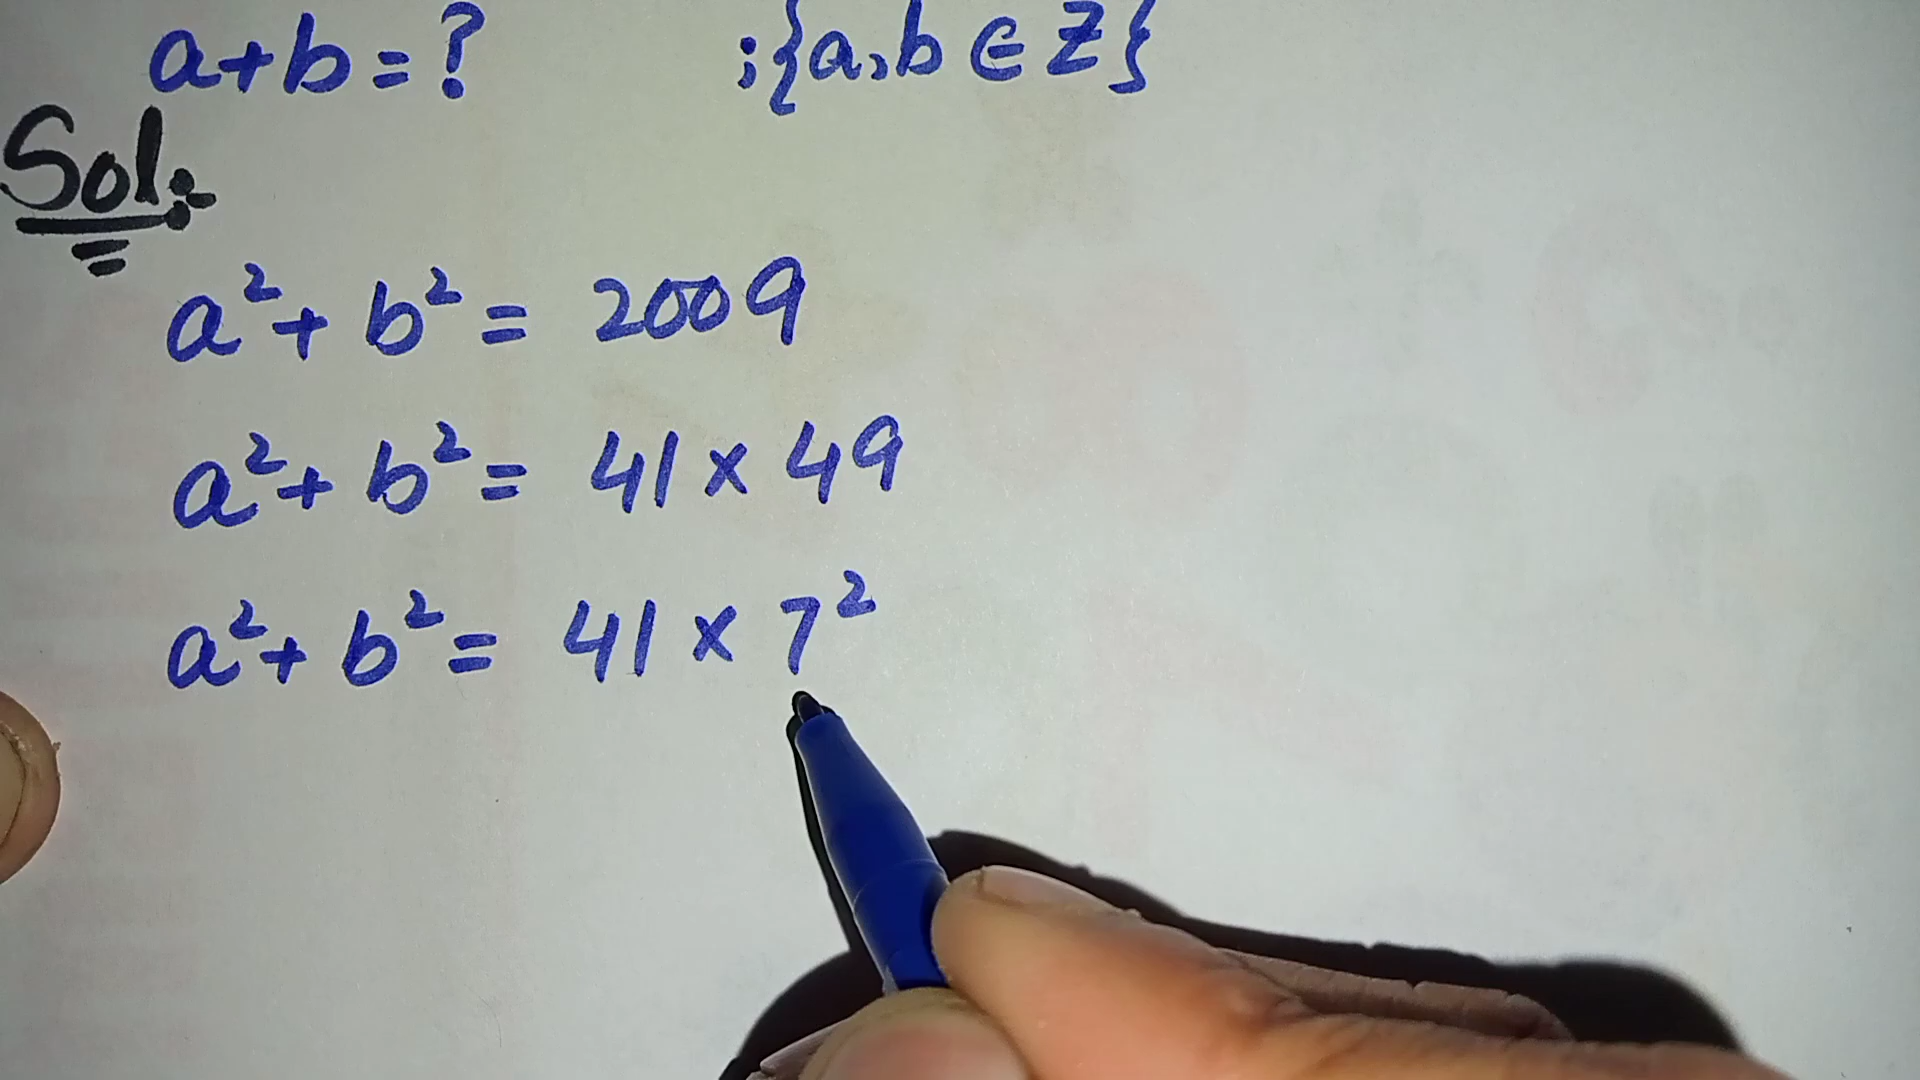 a+b=? ;{a,b∈Z}
Sol:-
a²+b²=2009
a²+b²=41×49
a²+b²=41×7²